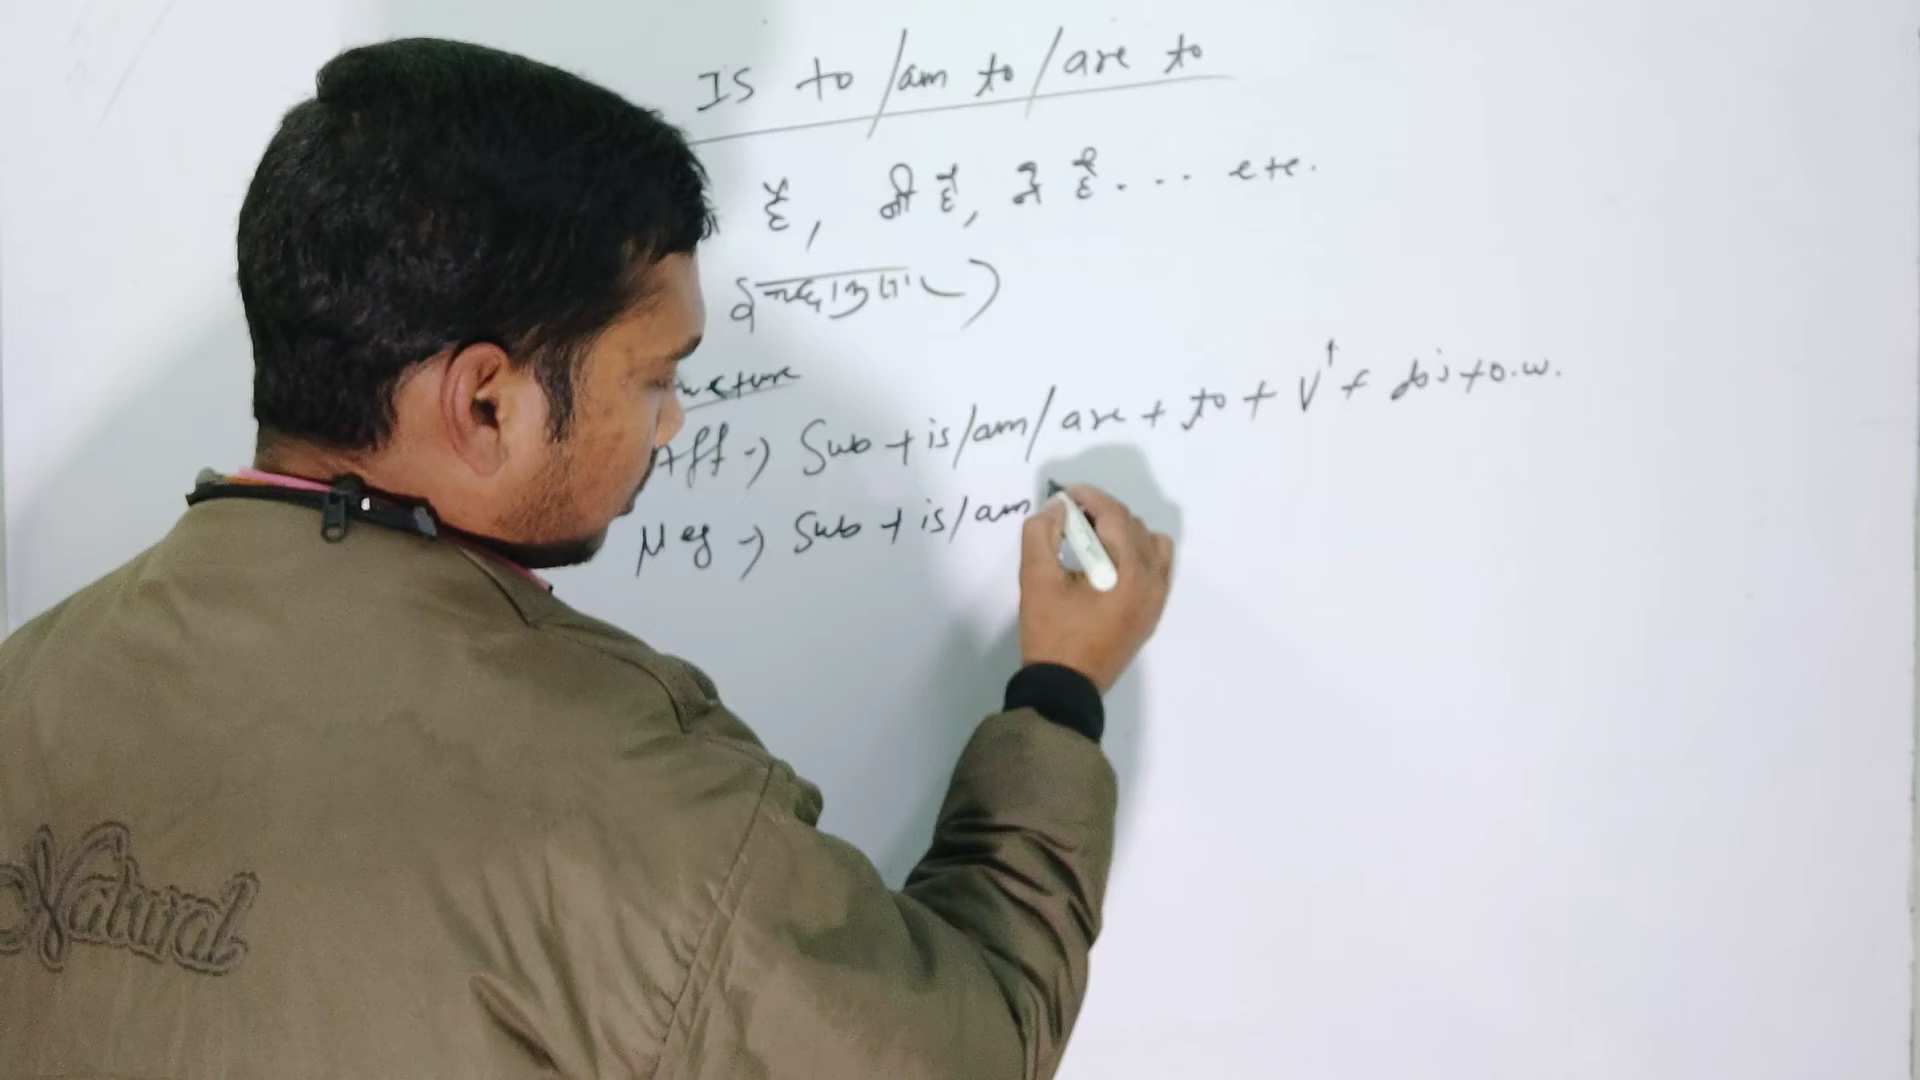 Is to /am to /are to
है, नी है, ने है.... etc.
Aff -> Sub + is/am/are + to + V¹ + obj + o.w.
Neg -> Sub + is/am
Natural